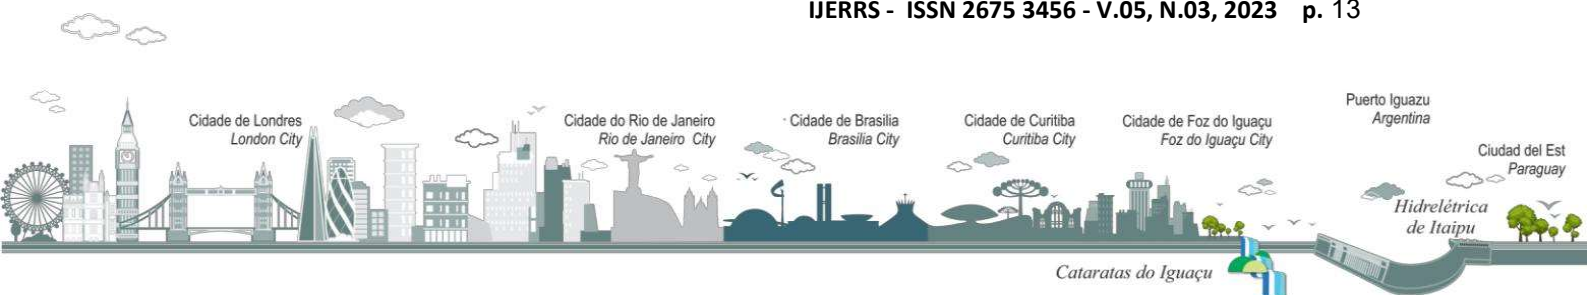 IJERRS - ISSN 2675 3456 - V.05, N.03, 2023 p. 13
Cidade de Londres
London City
Cidade do Rio de Janeiro
Rio de Janeiro City
Cidade de Brasilia
Brasilia City
Cidade de Curitiba
Curitiba City
Cidade de Foz do Iguaçu
Foz do Iguaçu City
Puerto Iguazu
Argentina
Ciudad del Est
Paraguay
Hidrelétrica
de Itaipu
Cataratas do Iguaçu